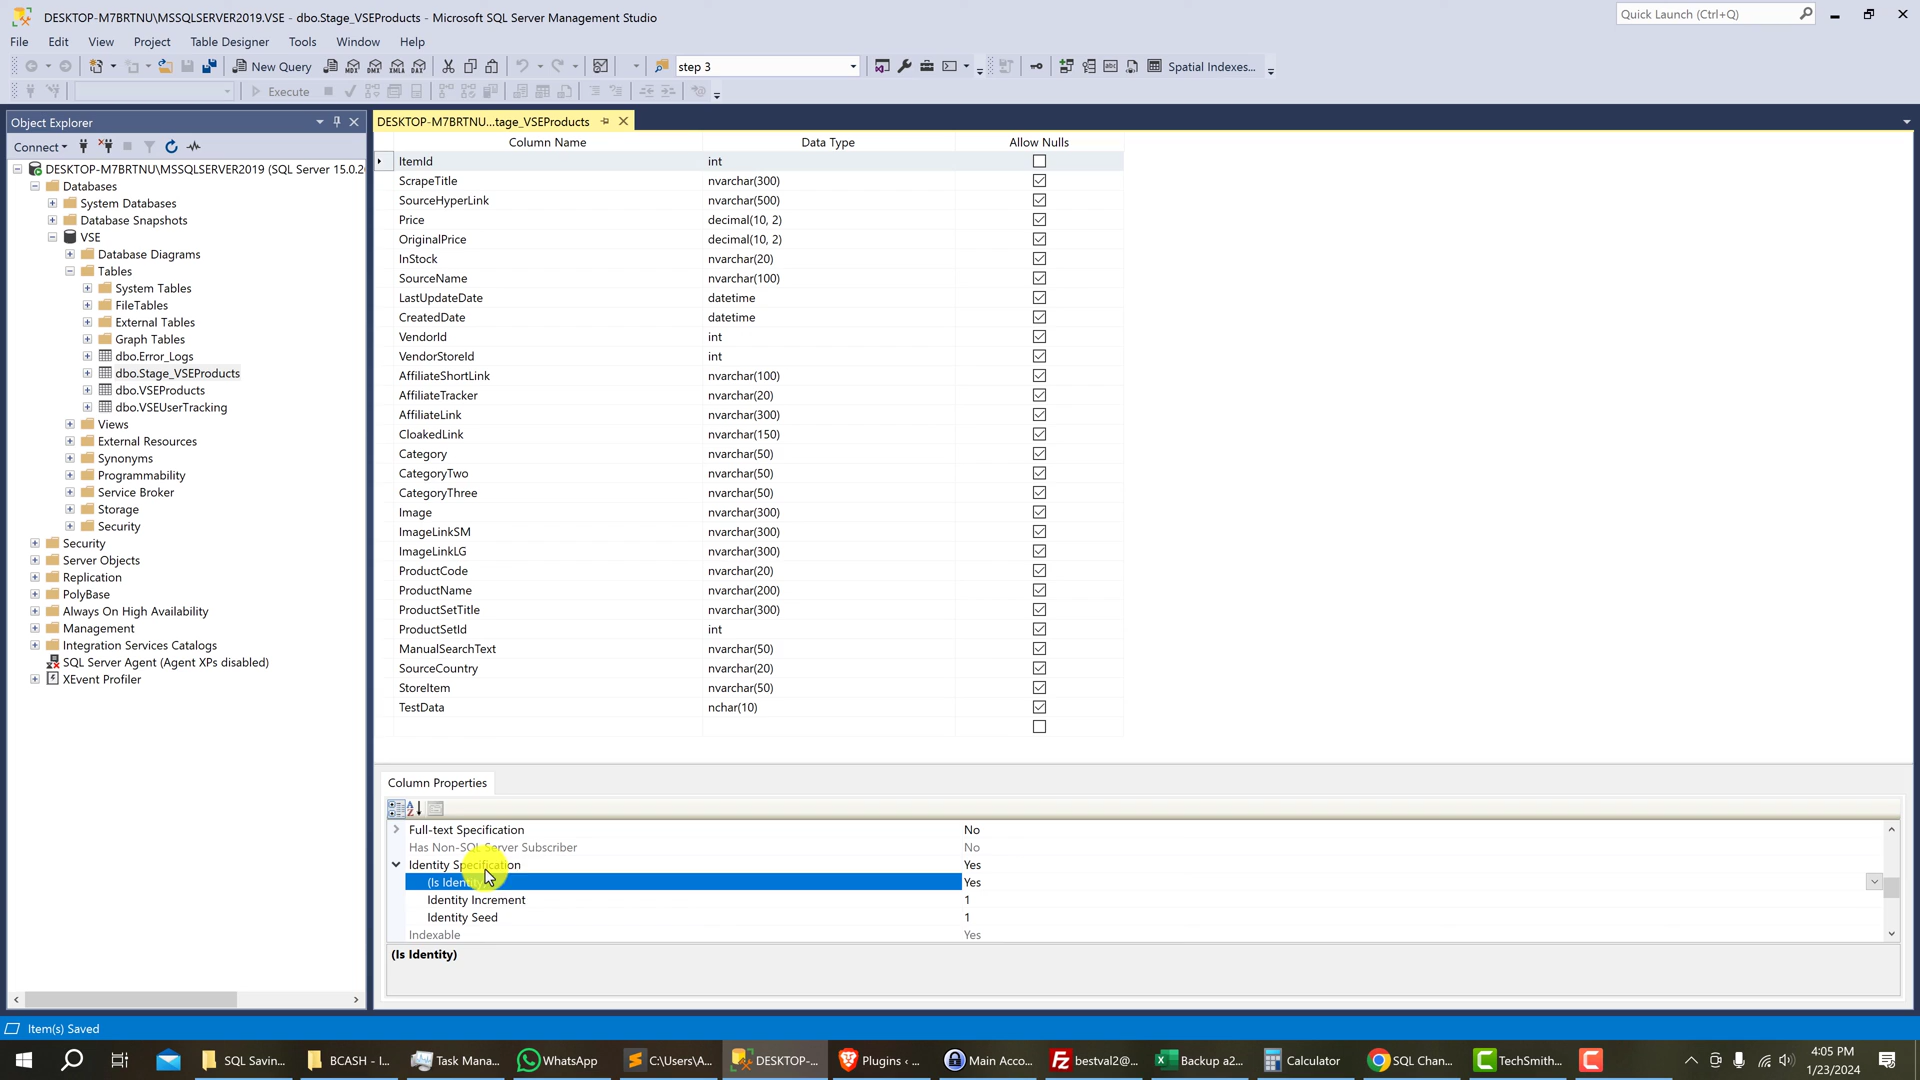 DESKTOP-M7BRTNU\MSSQLSERVER2019.VSE - dbo.Stage_VSEProducts - Microsoft SQL Server Management Studio
Quick Launch (Ctrl+Q)
File Edit View Project Table Designer Tools Window Help
New Query
MDX DMX XMLA DAX
step 3
Spatial Indexes...
Execute
Object Explorer
DESKTOP-M7BRTNU...tage_VSEProducts
Connect
DESKTOP-M7BRTNU\MSSQLSERVER2019 (SQL Server 15.0.2
Databases
System Databases
Database Snapshots
VSE
Database Diagrams
Tables
System Tables
FileTables
External Tables
Graph Tables
dbo.Error_Logs
dbo.Stage_VSEProducts
dbo.VSEProducts
dbo.VSEUserTracking
Views
External Resources
Synonyms
Programmability
Service Broker
Storage
Security
Security
Server Objects
Replication
PolyBase
Always On High Availability
Management
Integration Services Catalogs
SQL Server Agent (Agent XPs disabled)
XEvent Profiler
Column Name Data Type Allow Nulls
ItemId int
ScrapeTitle nvarchar(300)
SourceHyperLink nvarchar(500)
Price decimal(10, 2)
OriginalPrice decimal(10, 2)
InStock nvarchar(20)
SourceName nvarchar(100)
LastUpdateDate datetime
CreatedDate datetime
VendorId int
VendorStoreId int
AffiliateShortLink nvarchar(100)
AffiliateTracker nvarchar(20)
AffiliateLink nvarchar(300)
CloakedLink nvarchar(150)
Category nvarchar(50)
CategoryTwo nvarchar(50)
CategoryThree nvarchar(50)
Image nvarchar(300)
ImageLinkSM nvarchar(300)
ImageLinkLG nvarchar(300)
ProductCode nvarchar(20)
ProductName nvarchar(200)
ProductSetTitle nvarchar(300)
ProductSetId int
ManualSearchText nvarchar(50)
SourceCountry nvarchar(20)
StoreItem nvarchar(50)
TestData nchar(10)
Column Properties
Full-text Specification No
Has Non-SQL Server Subscriber No
Identity Specification Yes
(Is Identity) Yes
Identity Increment 1
Identity Seed 1
Indexable Yes
(Is Identity)
Item(s) Saved
SQL Savin...
BCASH - I...
Task Mana...
WhatsApp
C:\Users\A...
DESKTOP-...
Plugins ‹ ...
Main Acco...
bestval2@...
Backup a2...
Calculator
SQL Chan...
TechSmith...
4:05 PM
1/23/2024